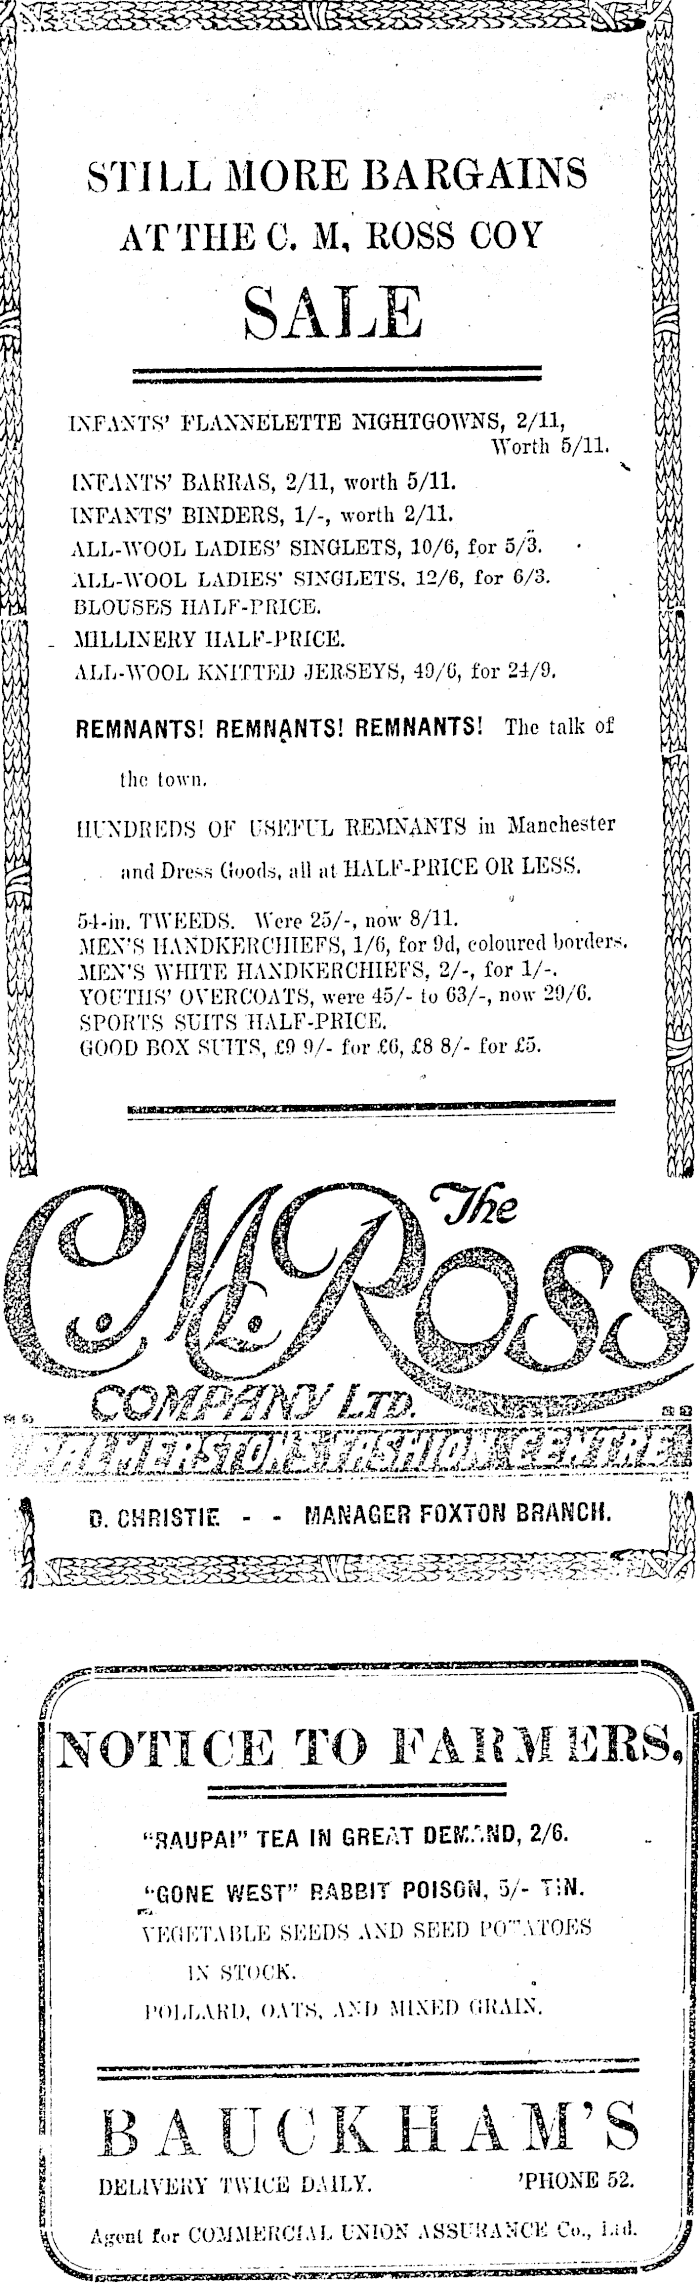 STILL MORE BARGAINS
AT THE C. M, ROSS COY
SALE
INFANTS' FLANNELETTE NIGHTGOWNS, 2/11,
Worth 5/11.
INFANTS' BARRAS, 2/11, worth 5/11.
INFANTS' BINDERS, 1/-, worth 2/11.
ALL-WOOL LADIES' SINGLETS, 10/6, for 5/3.
ALL-WOOL LADIES' SINGLETS, 12/6, for 6/3.
BLOUSES HALF-PRICE.
MILLINERY HALF-PRICE.
ALL-WOOL KNITTED JERSEYS, 49/6, for 24/9.
REMNANTS! REMNANTS! REMNANTS! The talk of
the town.
HUNDREDS OF USEFUL REMNANTS in Manchester
and Dress Goods, all at HALF-PRICE OR LESS.
54-in. TWEEDS. Were 25/-, now 8/11.
MEN'S HANDKERCHIEFS, 1/6, for 9d, coloured borders.
MEN'S WHITE HANDKERCHIEFS, 2/-, for 1/-.
YOUTHS' OVERCOATS, were 45/- to 63/-, now 29/6.
SPORTS SUITS HALF-PRICE.
GOOD BOX SUITS, £9 9/- for £6, £8 8/- for £5.
The
C.M. Ross
COMPANY LTD.
PALMERSTON'S FASHION CENTRE
D. CHRISTIE - - MANAGER FOXTON BRANCH.
NOTICE TO FARMERS.
"RAUPAI" TEA IN GREAT DEMAND, 2/6.
"GONE WEST" RABBIT POISON, 5/- TIN.
VEGETABLE SEEDS AND SEED POTATOES
IN STOCK.
POLLARD, OATS, AND MIXED GRAIN.
BAUCKHAM'S
DELIVERY TWICE DAILY. 'PHONE 52.
Agent for COMMERCIAL UNION ASSURANCE Co., Ltd.